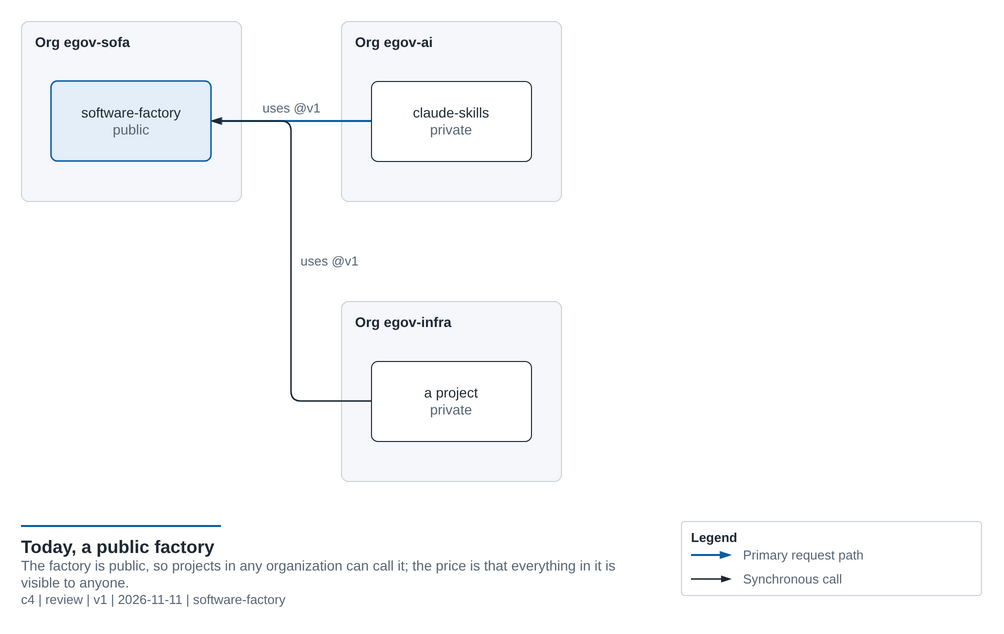 Org egov-sofa
Org egov-ai
software-factory
public
uses @v1
claude-skills
private
uses @v1
Org egov-infra
a project
private
Today, a public factory
The factory is public, so projects in any organization can call it; the price is that everything in it is
visible to anyone.
c4 | review | v1 | 2026-11-11 | software-factory
Legend
Primary request path
Synchronous call